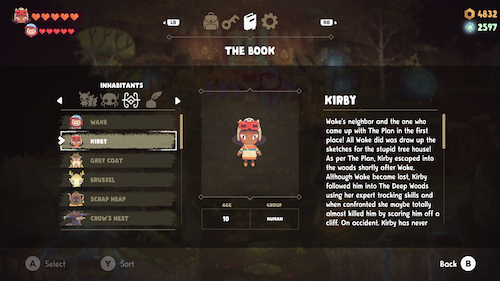 LB
RB
4832
2597
THE BOOK
INHABITANTS
WAKE
KIRBY
GREY COAT
BRUSSEL
SCRAP HEAP
CROW'S NEST
AGE
10
GROUP
HUMAN
KIRBY
Wake's neighbor and the one who
came up with The Plan in the first
place! All Wake did was draw up the
sketches for the stupid tree house!
As per The Plan, Kirby escaped into
the woods shortly after Wake.
Although Wake became lost, Kirby
followed him into The Deep Woods
using her expert tracking skills and
when confronted she maybe totally
almost killed him by scaring him off a
cliff. On accident. Kirby has never
A Select
Y Sort
Back B